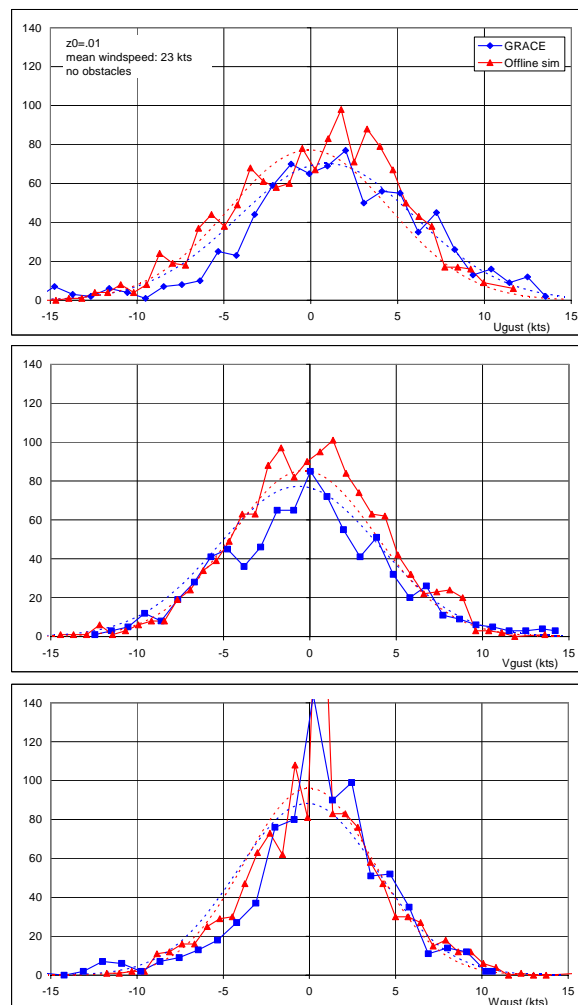 140
120
100
80
60
40
20
0
z0=.01
mean windspeed: 23 kts
no obstacles
GRACE
Offline sim
-15 -10 -5 0 5 10 15
Ugust (kts)
140
120
100
80
60
40
20
0
-15 -10 -5 0 5 10 15
Vgust (kts)
140
120
100
80
60
40
20
0
-15 -10 -5 0 5 10 15
Wgust (kts)